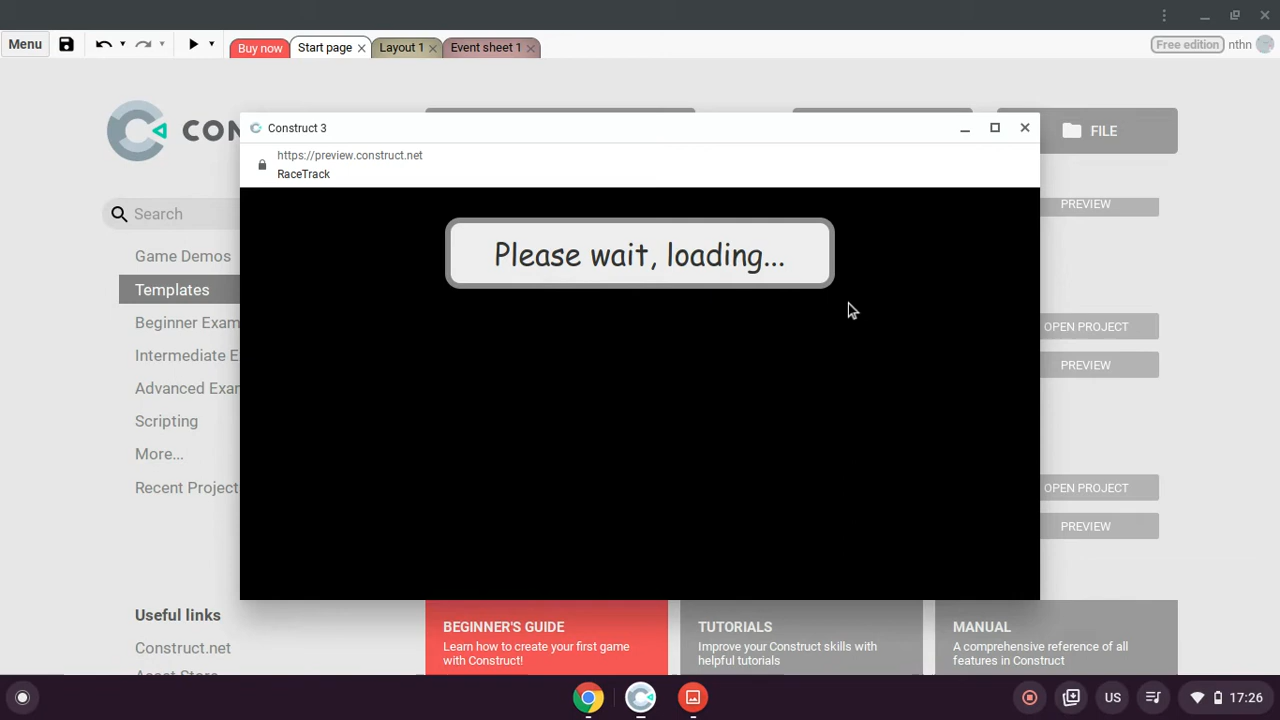 Menu
Buy now
Start page
Layout 1
Event sheet 1
Free edition
nthn
CON
FILE
Search
PREVIEW
Game Demos
Templates
Beginner Exam
Intermediate E
Advanced Exar
Scripting
More...
Recent Project
Construct 3
https://preview.construct.net
RaceTrack
Please wait, loading...
OPEN PROJECT
PREVIEW
OPEN PROJECT
PREVIEW
Useful links
Construct.net
BEGINNER'S GUIDE
Learn how to create your first game
with Construct!
TUTORIALS
Improve your Construct skills with
helpful tutorials
MANUAL
A comprehensive reference of all
features in Construct
US
17:26